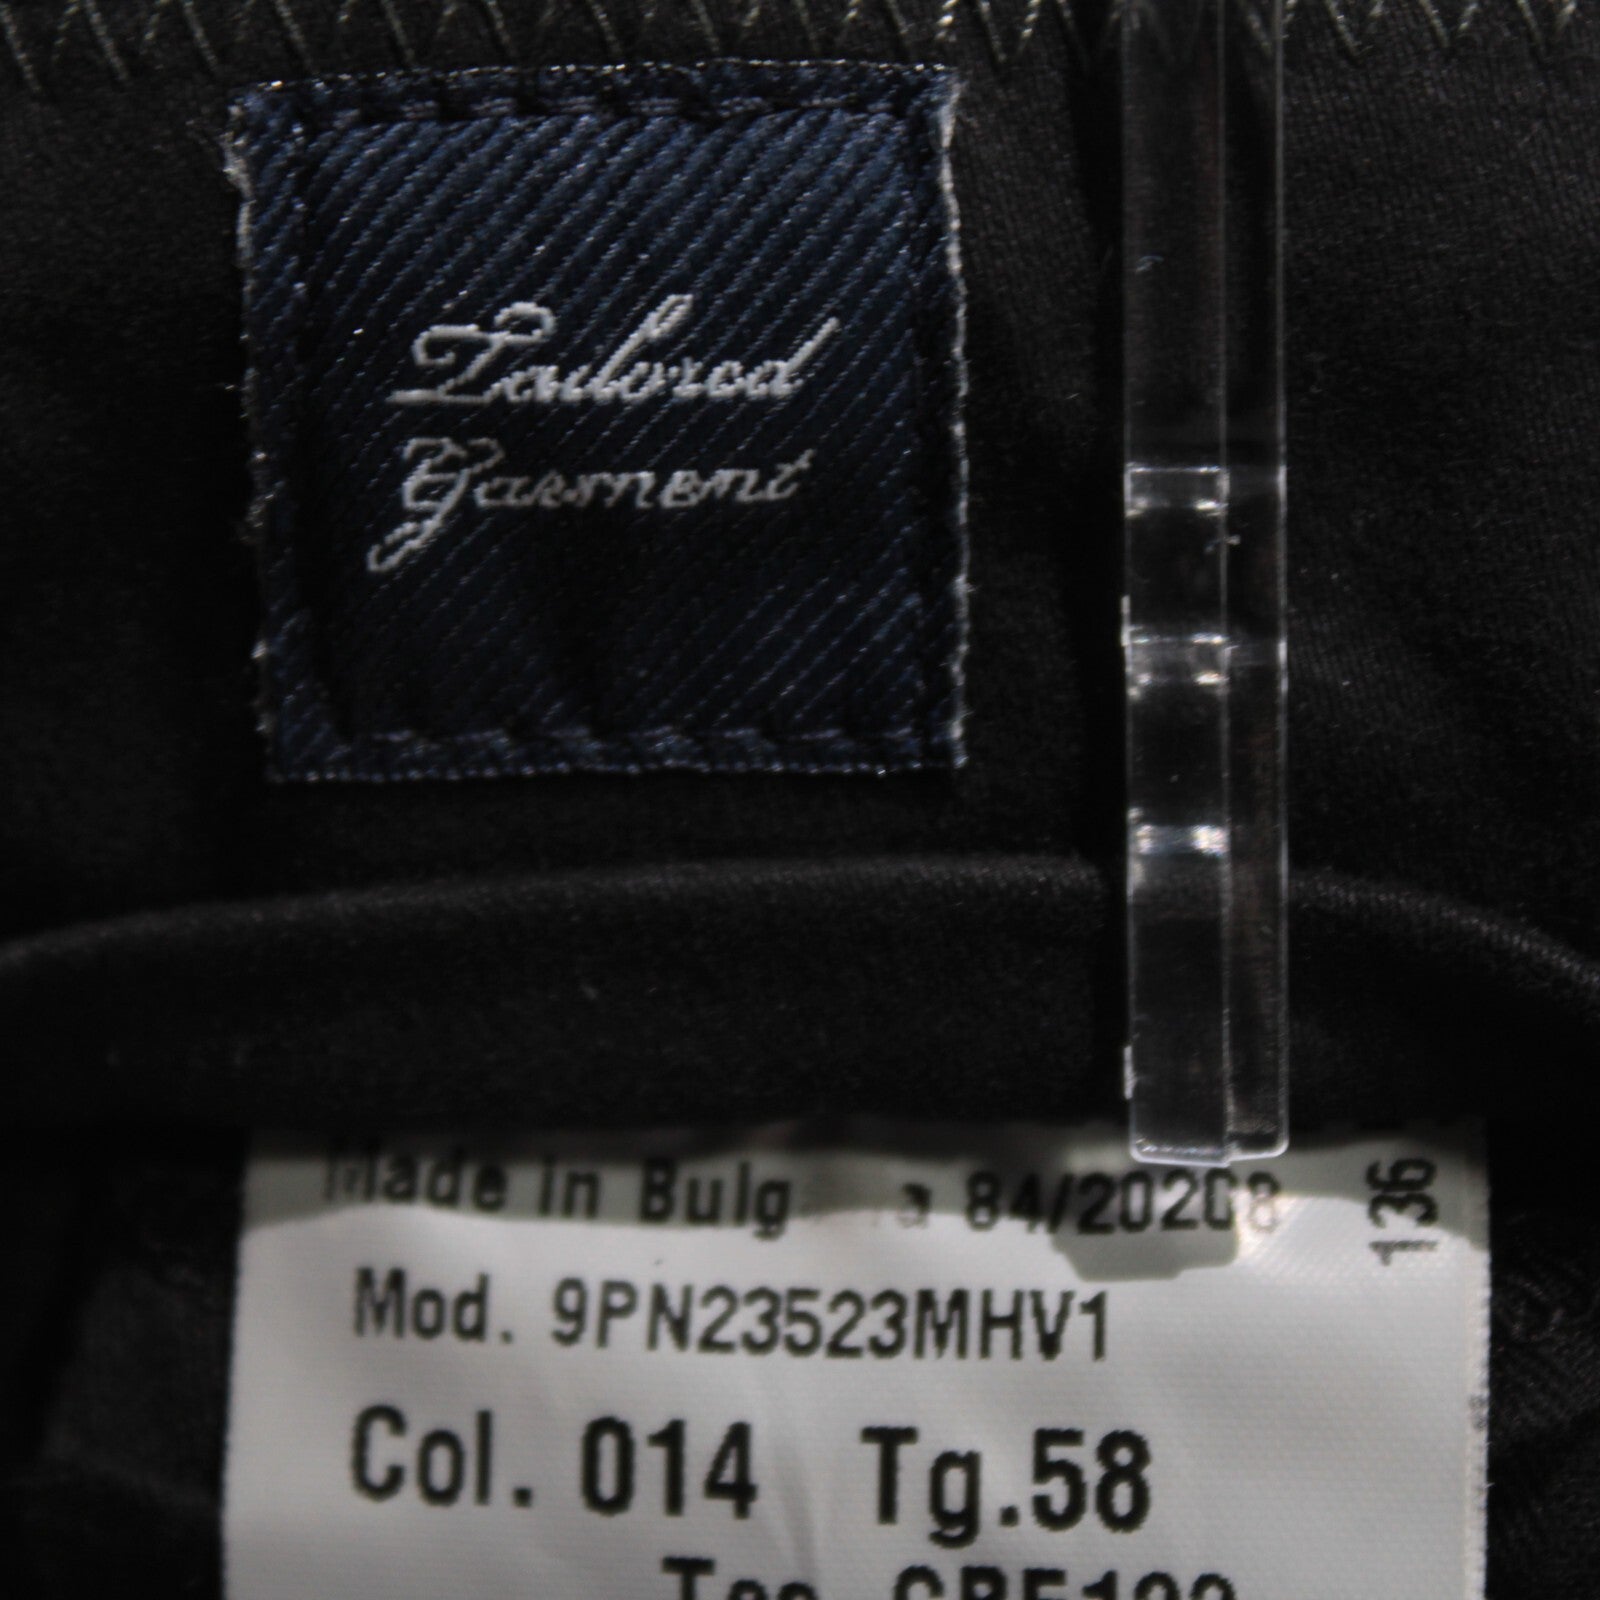 Tailored
Garment
Made in Bulg a 84/20208
136
Mod. 9PN23523MHV1
Col. 014 Tg.58